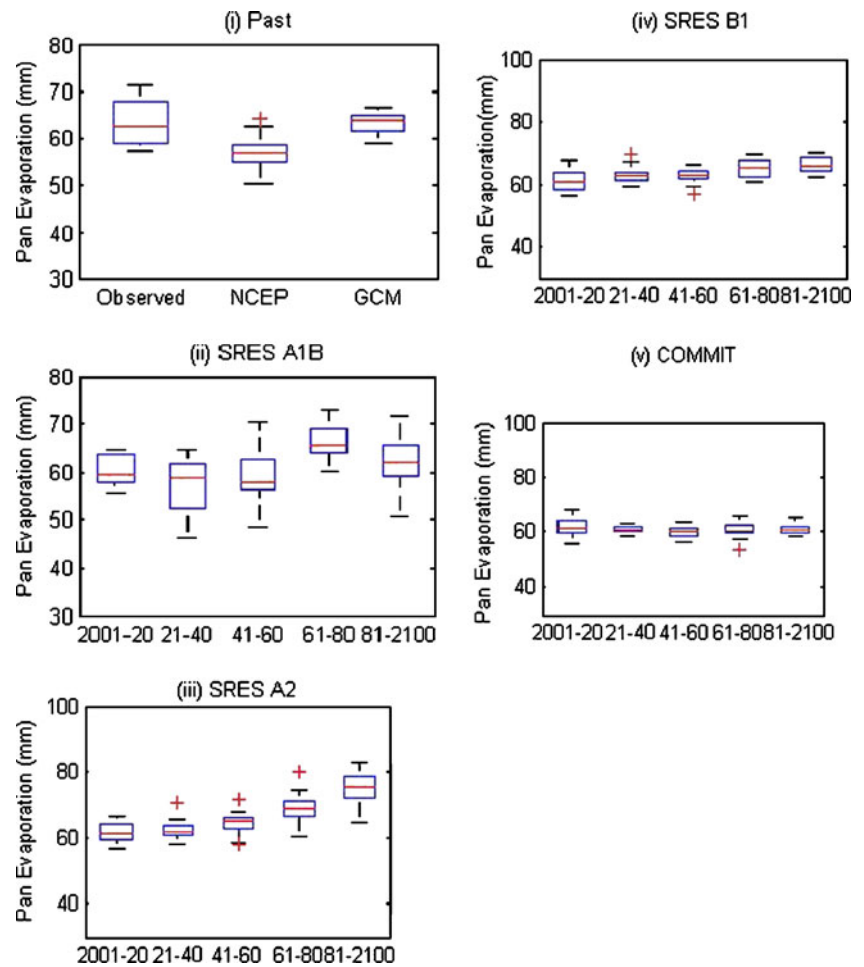 (i) Past
Pan Evaporation (mm)
80
70
60
50
40
30
Observed NCEP GCM
(ii) SRES A1B
Pan Evaporation (mm)
80
70
60
50
40
30
2001-20 21-40 41-60 61-80 81-2100
(iii) SRES A2
Pan Evaporation (mm)
100
80
60
40
2001-20 21-40 41-60 61-80 81-2100
(iv) SRES B1
Pan Evaporation(mm)
100
80
60
40
2001-20 21-40 41-60 61-80 81-2100
(v) COMMIT
Pan Evaporation (mm)
100
80
60
40
2001-20 21-40 41-60 61-80 81-2100